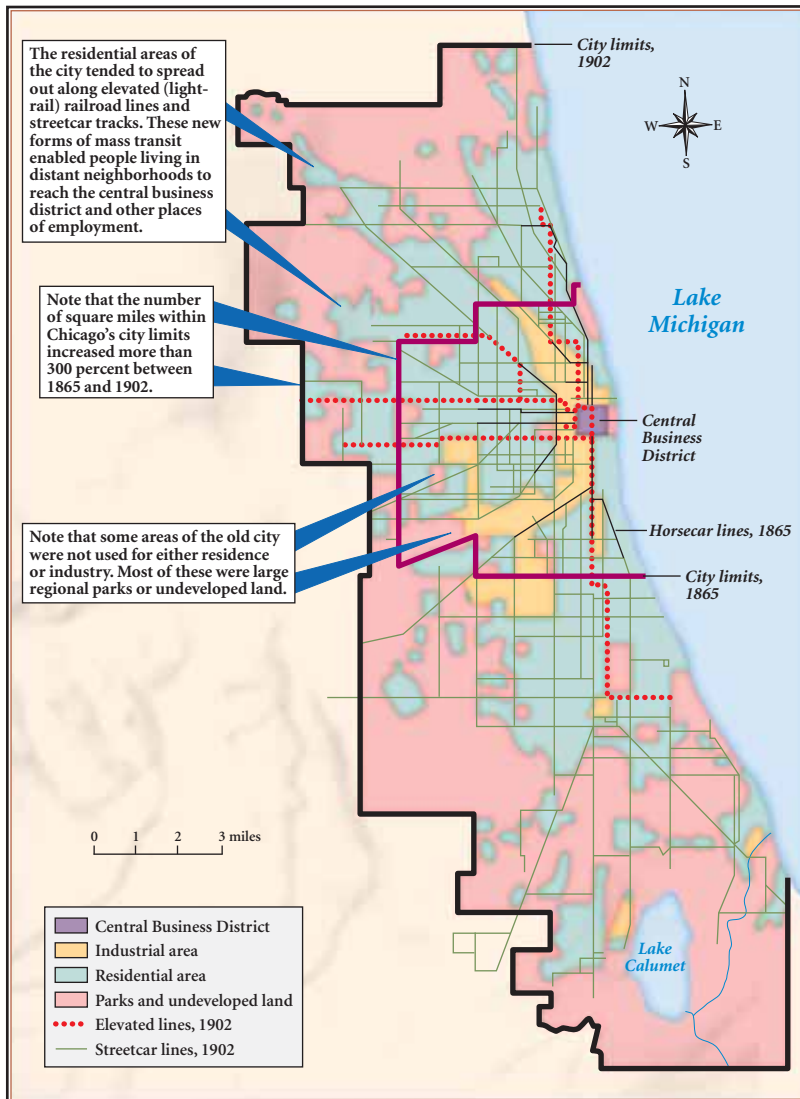 The residential areas of
the city tended to spread
out along elevated (light-
rail) railroad lines and
streetcar tracks. These new
forms of mass transit
enabled people living in
distant neighborhoods to
reach the central business
district and other places
of employment.
City limits,
1902
N
W
E
S
Note that the number
of square miles within
Chicago's city limits
increased more than
300 percent between
1865 and 1902.
Lake
Michigan
Central
Business
District
Note that some areas of the old city
were not used for either residence
or industry. Most of these were large
regional parks or undeveloped land.
Horsecar lines, 1865
City limits,
1865
0 1 2 3 miles
Central Business District
Industrial area
Residential area
Parks and undeveloped land
Elevated lines, 1902
Streetcar lines, 1902
Lake
Calumet